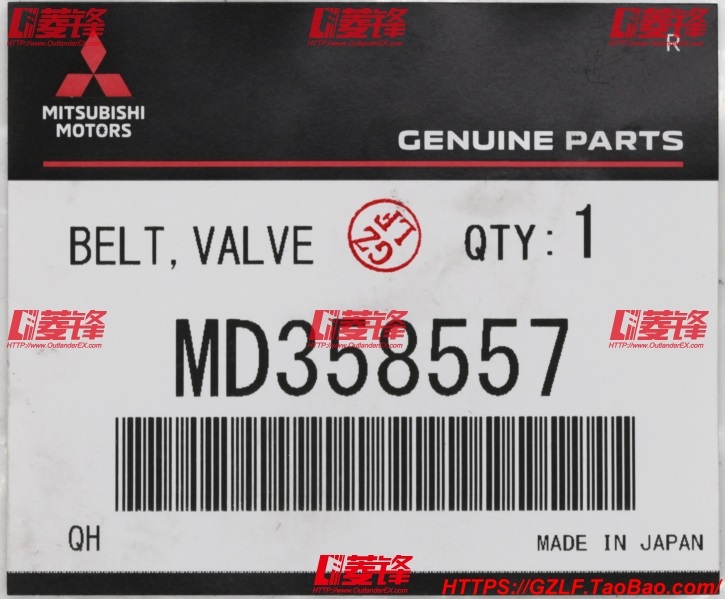 菱锋 菱锋 菱锋
HTTP://www.OutlanderEX.com HTTP://www.OutlanderEX.com HTTP://www.OutlanderEX.com
R
MITSUBISHI
MOTORS
GENUINE PARTS
BELT, VALVE
GZLF
QTY: 1
菱锋 菱锋 菱锋
HTTP://www.OutlanderEX.com HTTP://www.OutlanderEX.com HTTP://www.OutlanderEX.com
MD358557
QH
MADE IN JAPAN
菱锋
HTTP://www.OutlanderEX.com
HTTPS://GZLF.TaoBao.com/